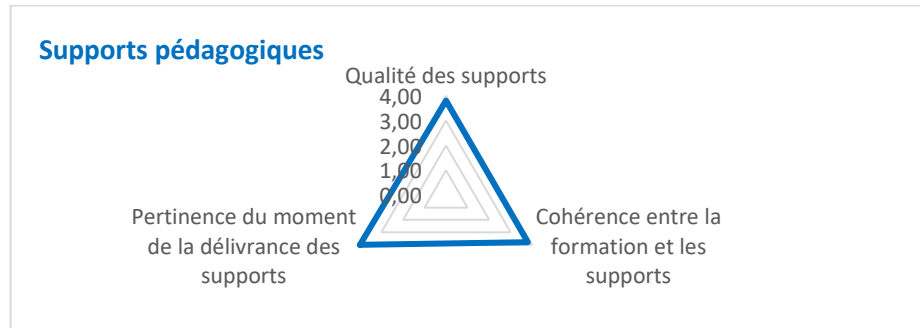 Supports pédagogiques
Qualité des supports
4,00
3,00
2,00
1,00
0,00
Cohérence entre la
formation et les
supports
Pertinence du moment
de la délivrance des
supports